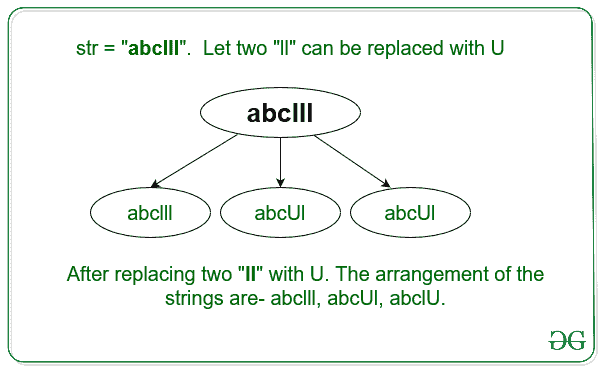 str = "abclll".  Let two "ll" can be replaced with U
abclll
abclll abcUl abcUl
After replacing two "ll" with U. The arrangement of the
strings are- abclll, abcUl, abclU.